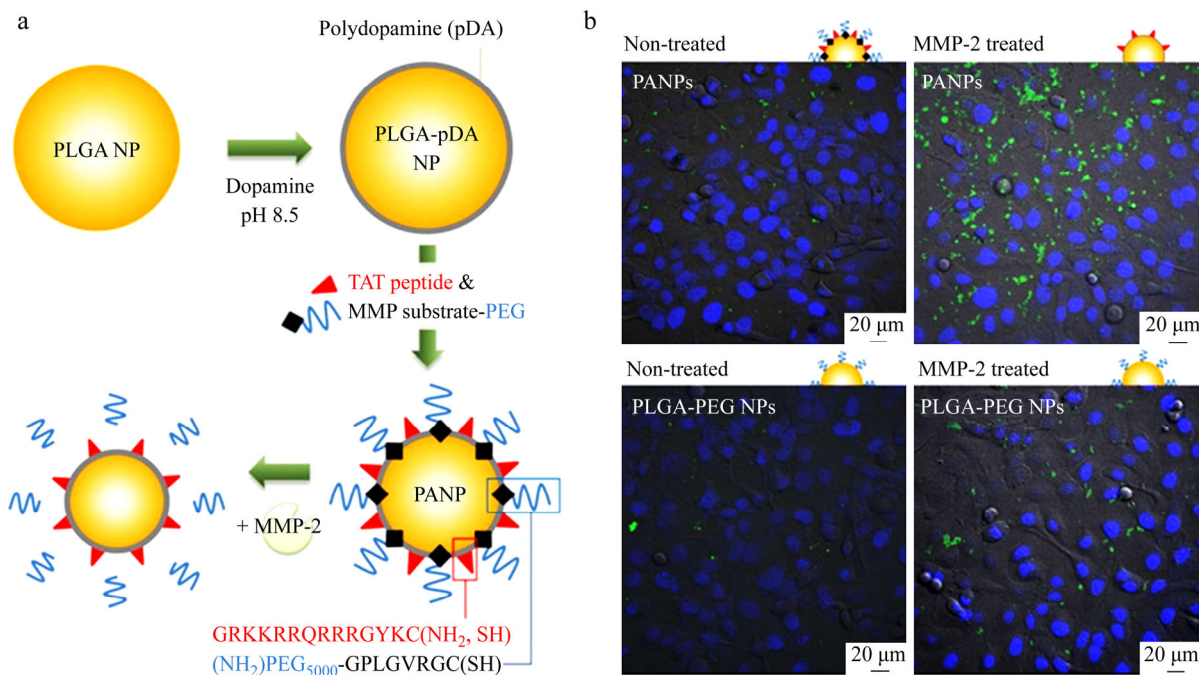 a
Polydopamine (pDA)
PLGA NP
PLGA-pDA
NP
Dopamine
pH 8.5
TAT peptide &
MMP substrate-PEG
PANP
+ MMP-2
GRKKRRQRRRGYKC(NH₂, SH)
(NH₂)PEG₅₀₀₀-GPLGVRGC(SH)
b
Non-treated
PANPs
20 μm
MMP-2 treated
PANPs
20 μm
Non-treated
PLGA-PEG NPs
20 μm
MMP-2 treated
PLGA-PEG NPs
20 μm